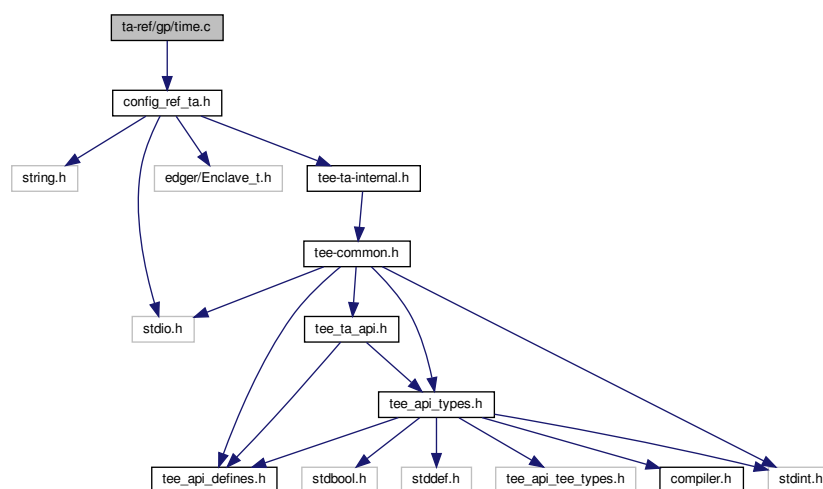 ta-ref/gp/time.c
config_ref_ta.h
string.h
edger/Enclave_t.h
tee-ta-internal.h
tee-common.h
stdio.h
tee_ta_api.h
tee_api_types.h
tee_api_defines.h
stdbool.h
stddef.h
tee_api_tee_types.h
compiler.h
stdint.h